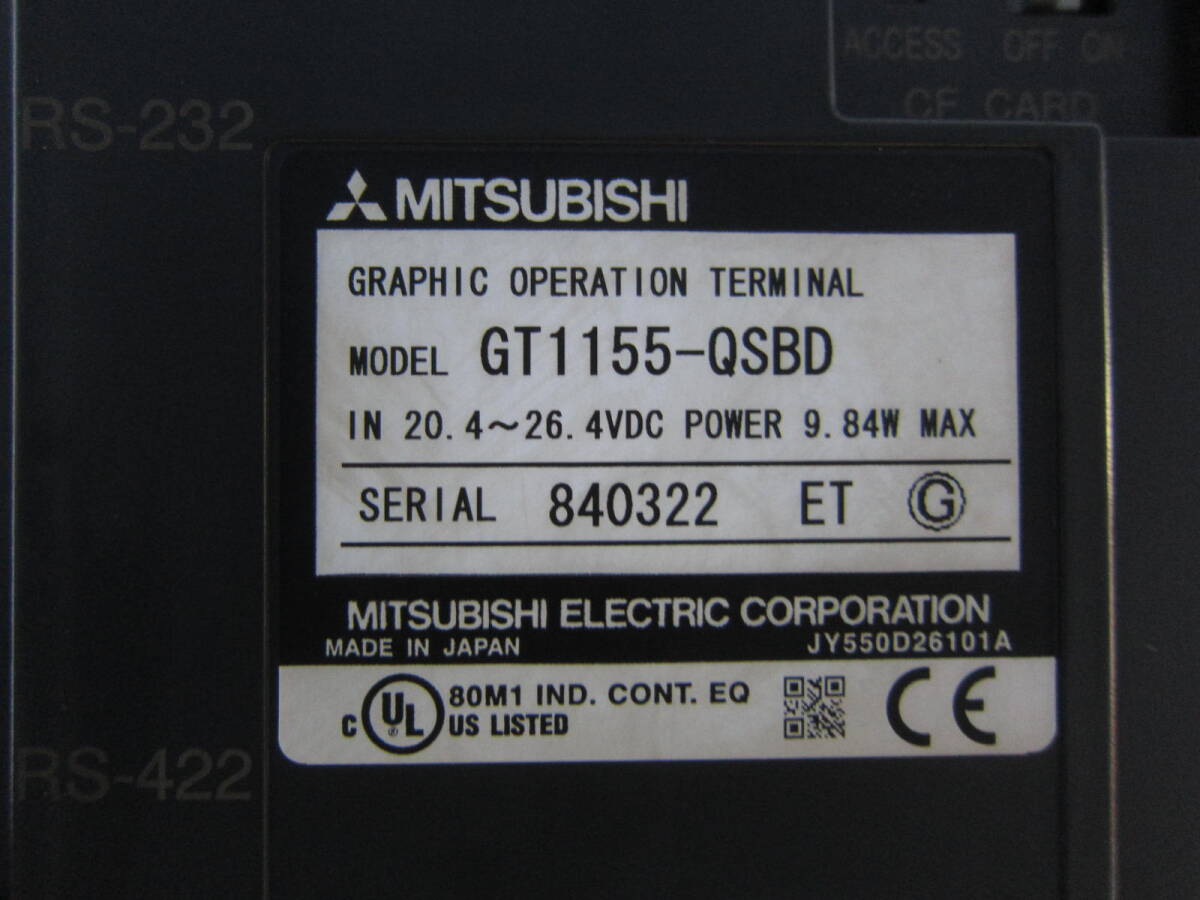 ACCESS OFF ON
CF CARD
RS-232
MITSUBISHI
GRAPHIC OPERATION TERMINAL
MODEL GT1155-QSBD
IN 20.4～26.4VDC POWER 9.84W MAX
SERIAL 840322 ET G
MITSUBISHI ELECTRIC CORPORATION
MADE IN JAPAN JY550D26101A
C UL ® US LISTED 80M1 IND. CONT. EQ CE
RS-422